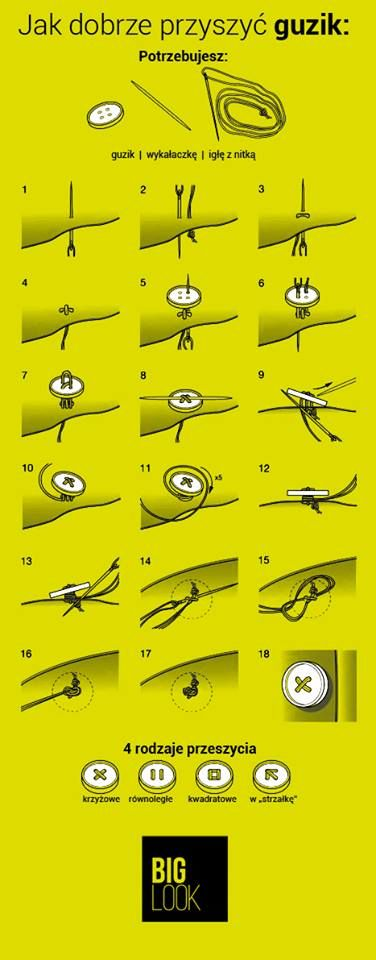 Jak dobrze przyszyć guzik:
Potrzebujesz:
guzik | wykałaczkę | igłę z nitką
1 2 3
4 5 6
7 8 9
10 11 x5 12
13 14 15
16 17 18
4 rodzaje przeszycia
krzyżowe równoległe kwadratowe w „strzałkę”
BIG
LOOK